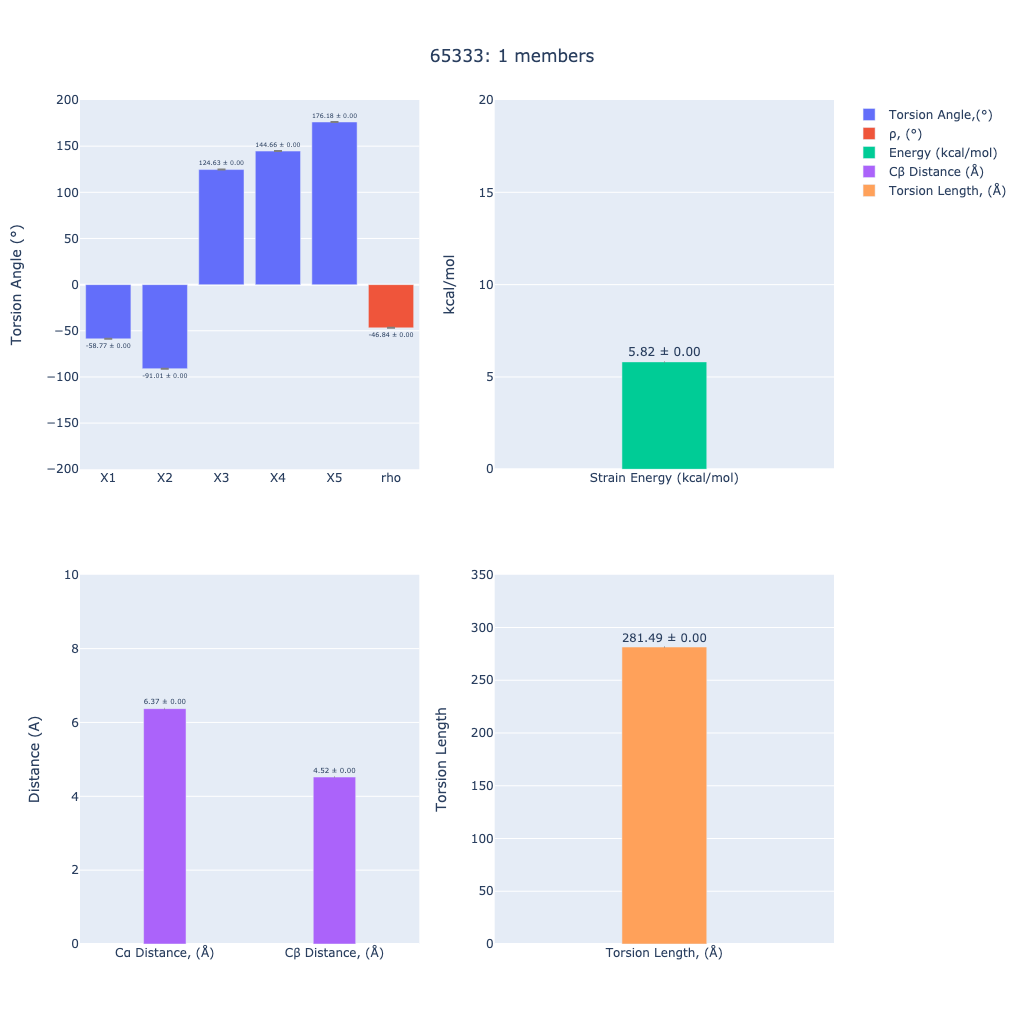 65333: 1 members
Torsion Angle (°)
200
150
100
50
0
−50
−100
−150
−200
-58.77 ± 0.00
-91.01 ± 0.00
124.63 ± 0.00
144.66 ± 0.00
176.18 ± 0.00
-46.84 ± 0.00
X1 X2 X3 X4 X5 rho
kcal/mol
20
15
10
5
0
5.82 ± 0.00
Strain Energy (kcal/mol)
Torsion Angle,(°)
ρ, (°)
Energy (kcal/mol)
Cβ Distance (Å)
Torsion Length, (Å)
Distance (A)
10
8
6
4
2
0
6.37 ± 0.00
4.52 ± 0.00
Cα Distance, (Å) Cβ Distance, (Å)
Torsion Length
350
300
250
200
150
100
50
0
281.49 ± 0.00
Torsion Length, (Å)